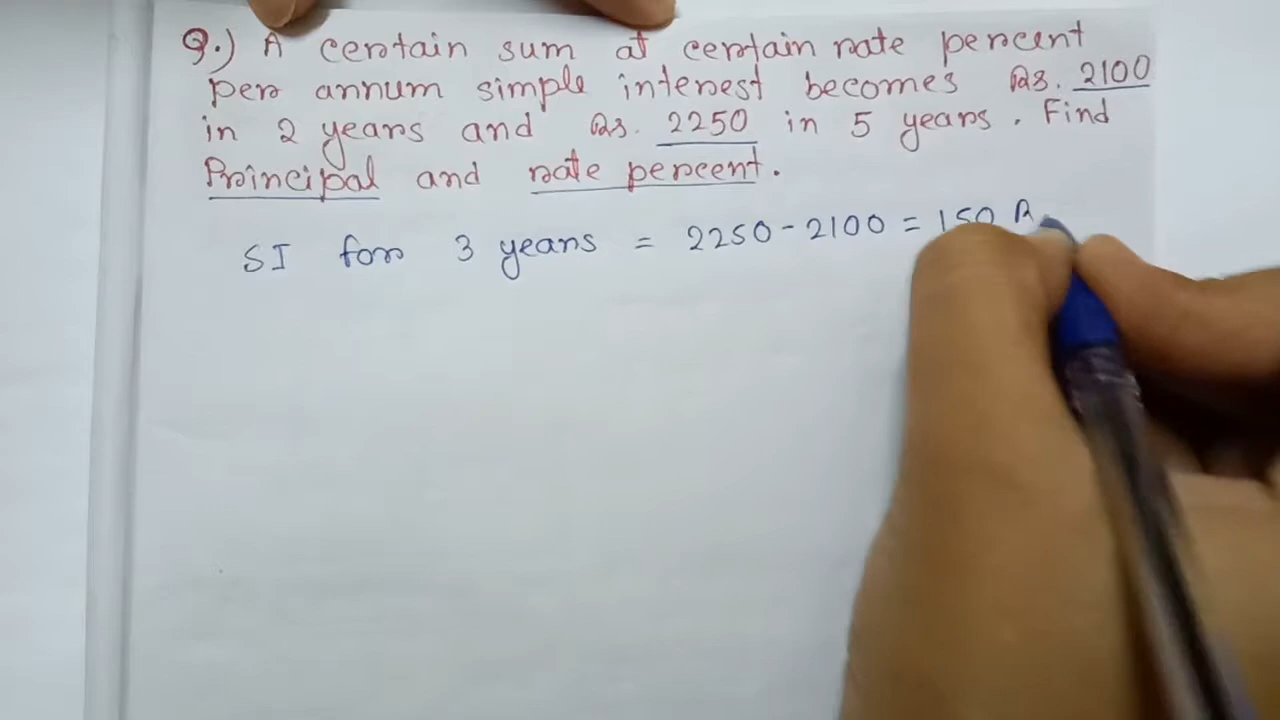 Q.) A certain sum at certain rate percent
per annum simple interest becomes Rs. 2100
in 2 years and Rs. 2250 in 5 years. Find
Principal and rate percent.
SI for 3 years = 2250 - 2100 = 150 R